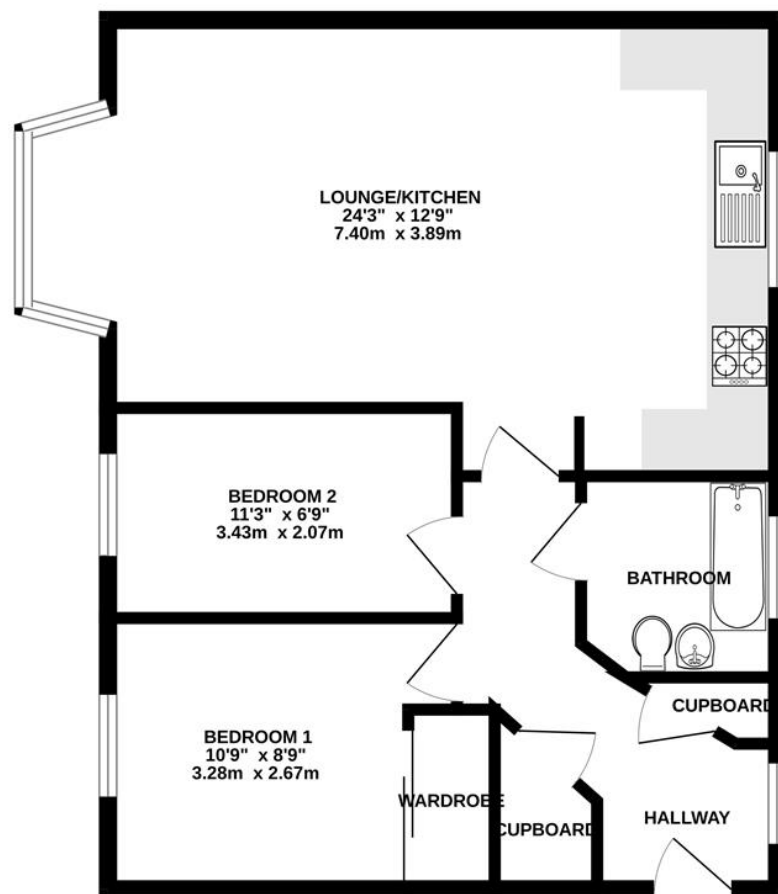 LOUNGE/KITCHEN
24'3" x 12'9"
7.40m x 3.89m
BEDROOM 2
11'3" x 6'9"
3.43m x 2.07m
BATHROOM
CUPBOARD
BEDROOM 1
10'9" x 8'9"
3.28m x 2.67m
WARDROBE
CUPBOARD
HALLWAY